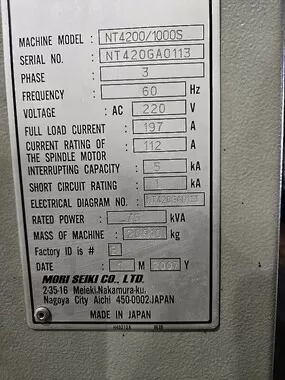 MACHINE MODEL : NT4200/1000S
SERIAL NO. : NT420GA0113
PHASE 3
FREQUENCY 60 Hz
VOLTAGE : AC 220 V
FULL LOAD CURRENT : 197 A
CURRENT RATING OF THE SPINDLE MOTOR : 112 A
INTERRUPTING CAPACITY : 5 kA
SHORT CIRCUIT RATING : 1 kA
ELECTRICAL DIAGRAM NO. :
RATED POWER : 75 kVA
MASS OF MACHINE : kg
Factory ID is #
DATE : M 2007 Y
MORI SEIKI CO., LTD.
2-35-16 Meieki,Nakamura-ku,
Nagoya City Aichi 450-0002 JAPAN
MADE IN JAPAN